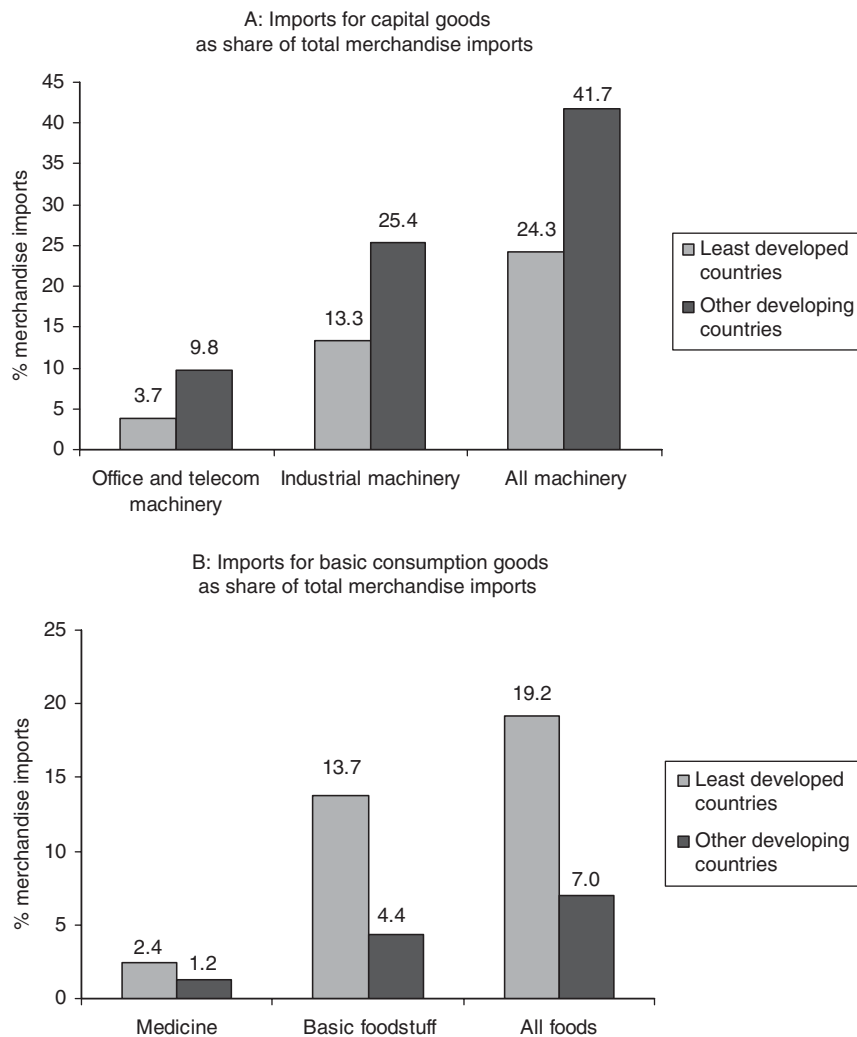 A: Imports for capital goods
as share of total merchandise imports
% merchandise imports
45
40
35
30
25
20
15
10
5
0
3.7
9.8
13.3
25.4
24.3
41.7
Office and telecom
machinery
Industrial machinery
All machinery
Least developed
countries
Other developing
countries
B: Imports for basic consumption goods
as share of total merchandise imports
% merchandise imports
25
20
15
10
5
0
2.4
1.2
13.7
4.4
19.2
7.0
Medicine
Basic foodstuff
All foods
Least developed
countries
Other developing
countries